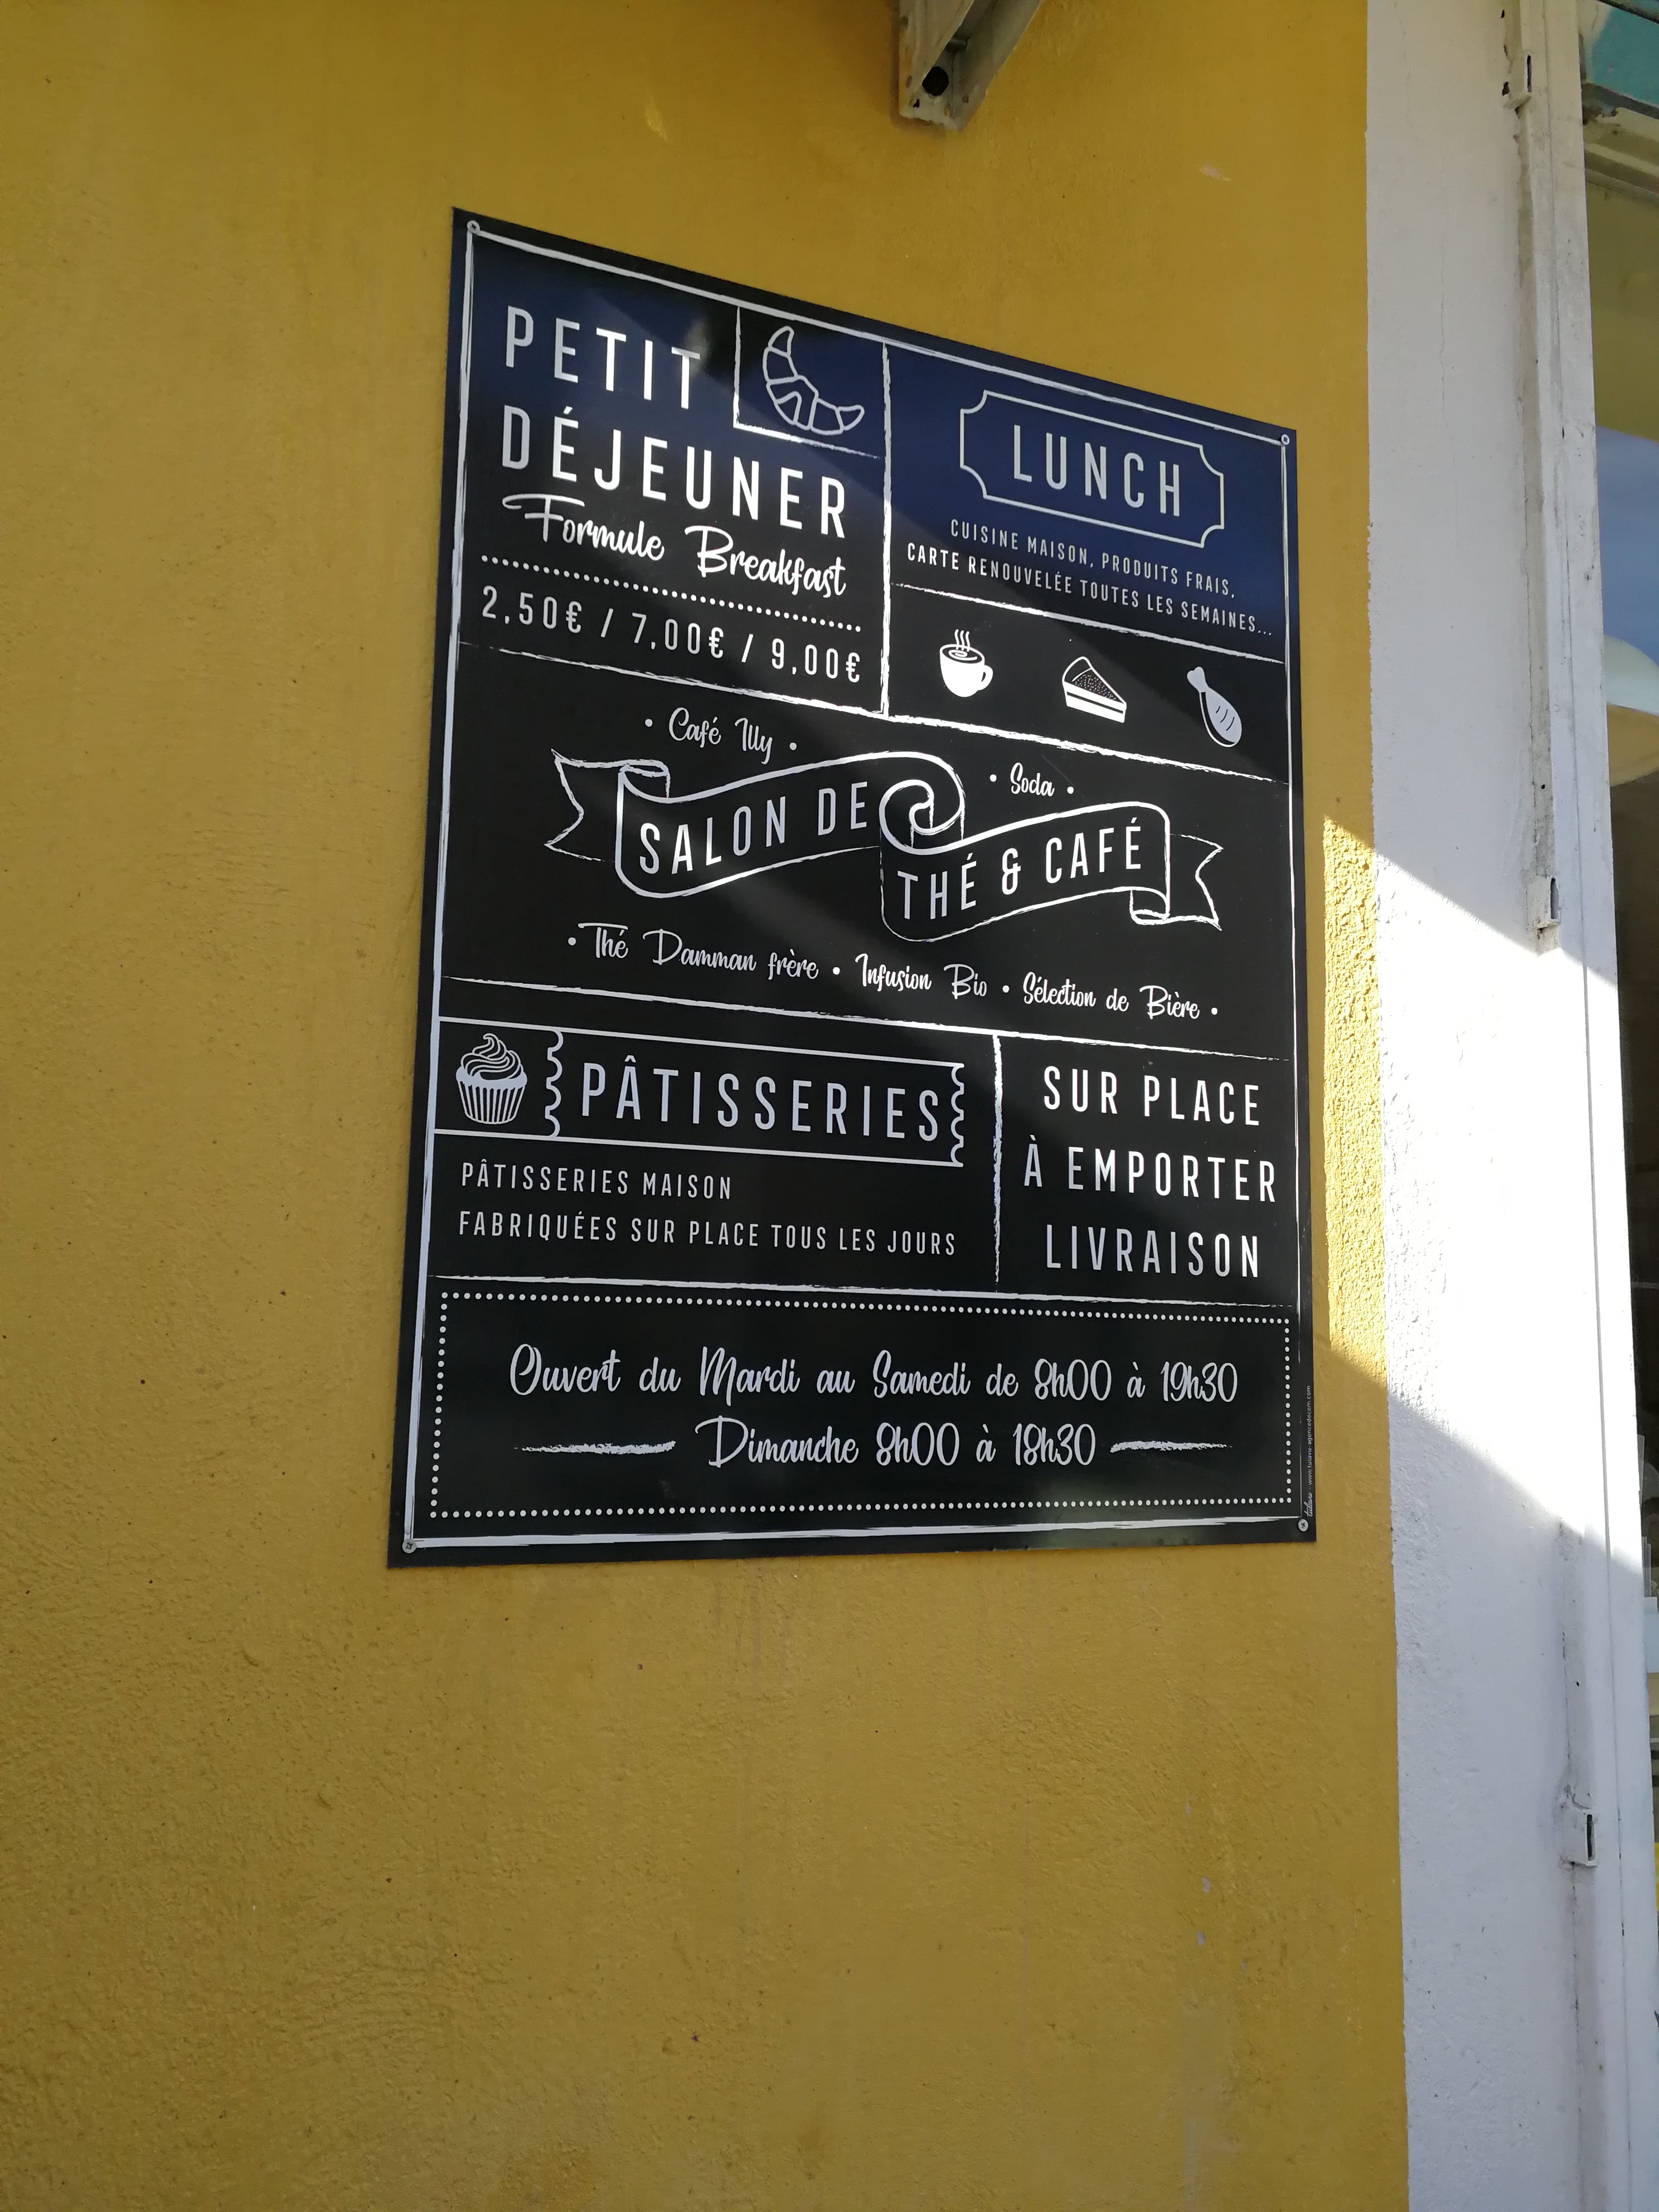 PETIT
DÉJEUNER
Formule Breakfast
2,50€ / 7,00€ / 9,00€
LUNCH
CUISINE MAISON, PRODUITS FRAIS,
CARTE RENOUVELÉE TOUTES LES SEMAINES...
• Café Illy •
• Soda •
SALON DE
THÉ & CAFÉ
• Thé Damman frère • Infusion Bio • Sélection de Bière •
PÂTISSERIES
PÂTISSERIES MAISON
FABRIQUÉES SUR PLACE TOUS LES JOURS
SUR PLACE
À EMPORTER
LIVRAISON
Ouvert du Mardi au Samedi de 8h00 à 19h30
Dimanche 8h00 à 18h30